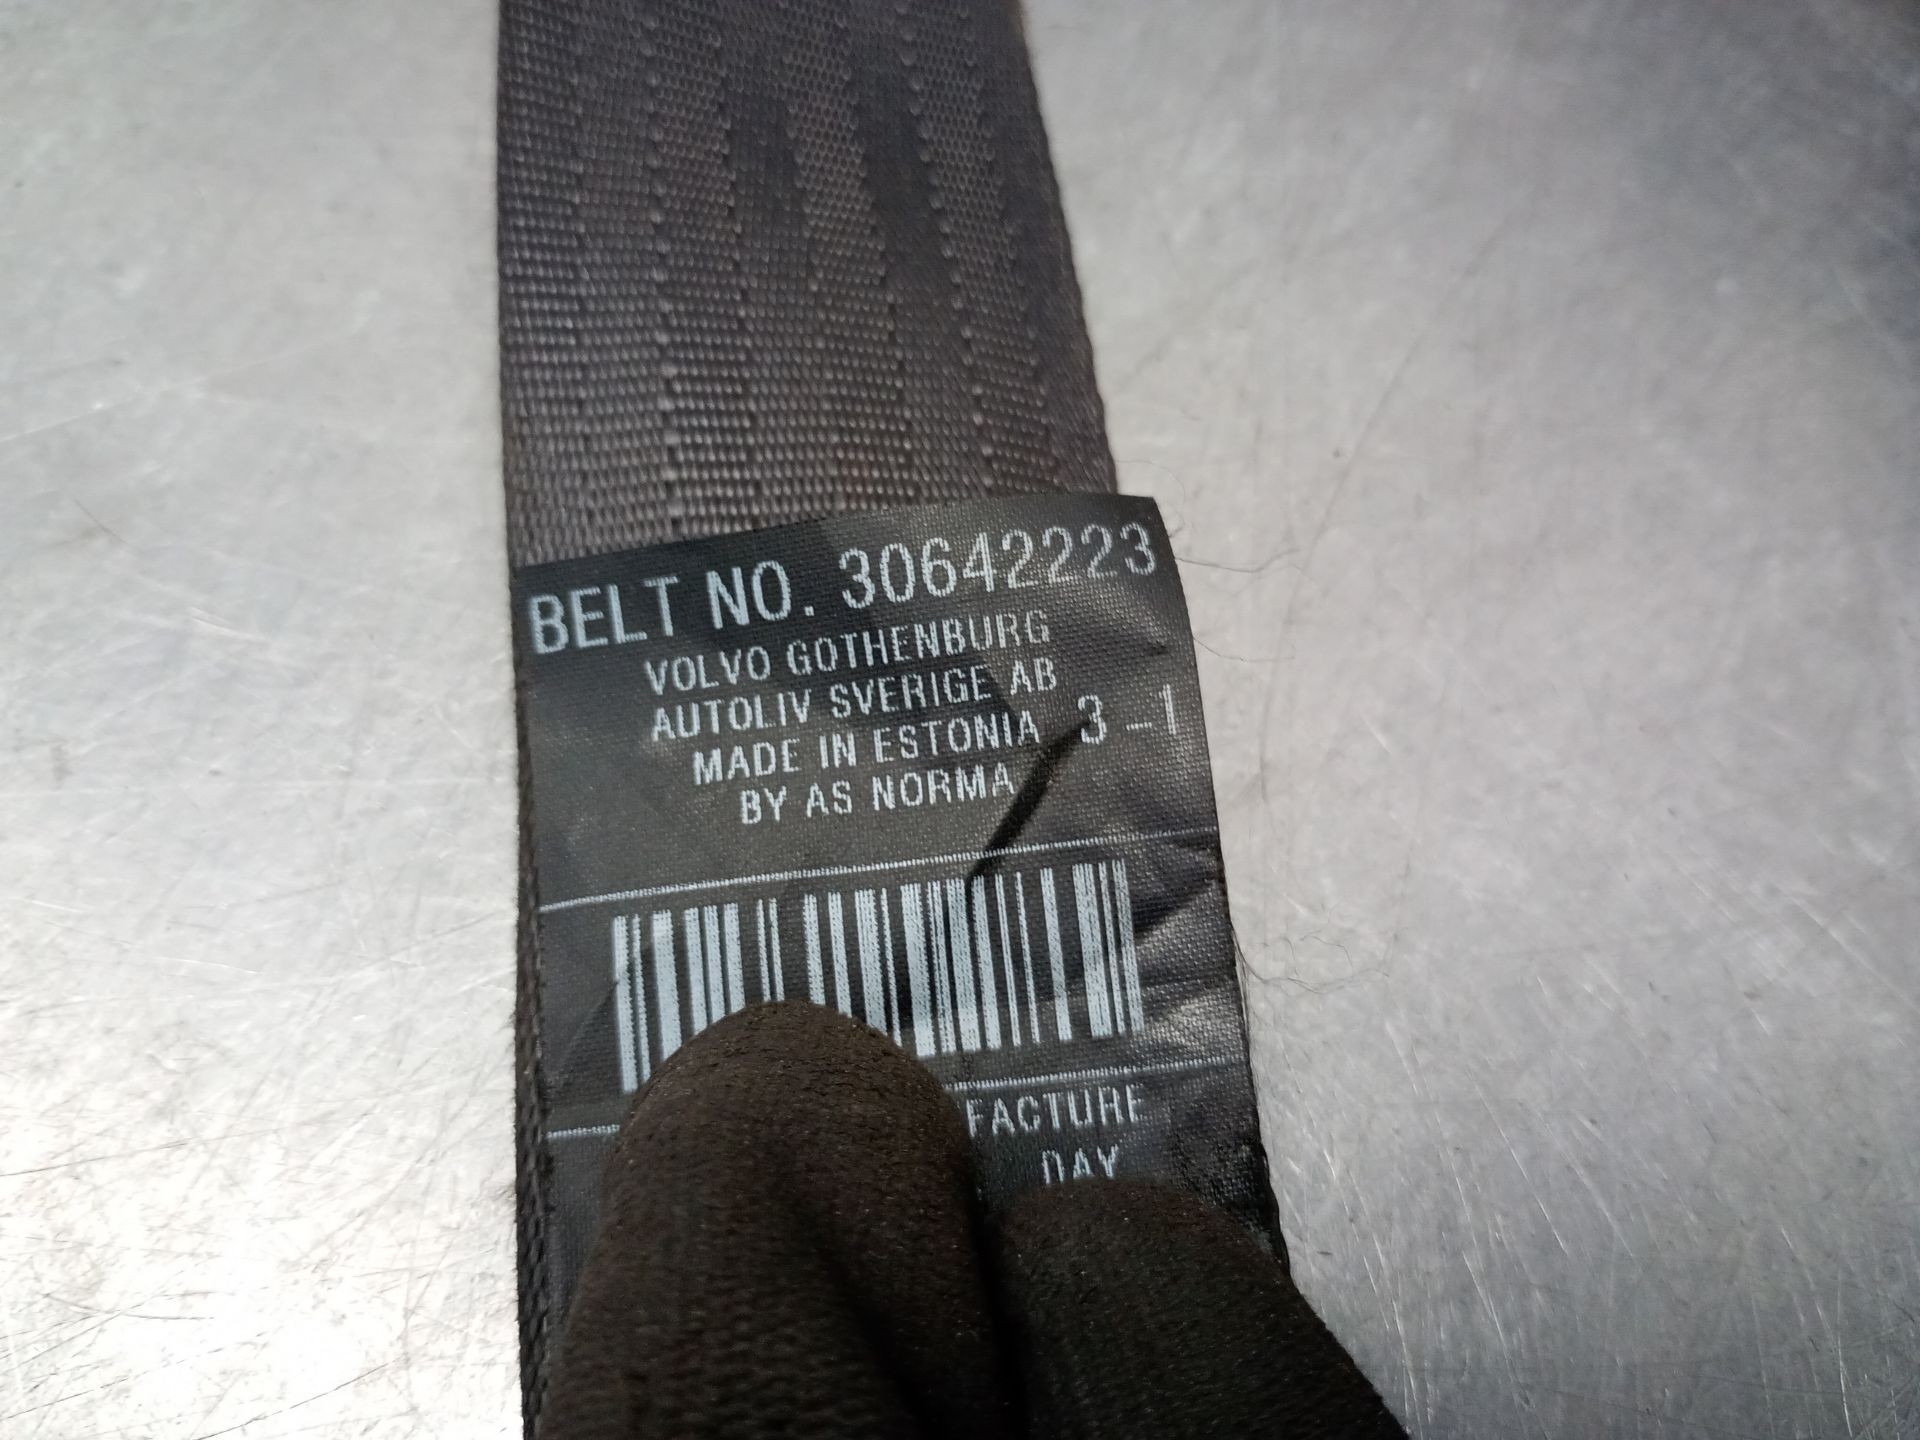 BELT NO. 30642223
VOLVO GOTHENBURG
AUTOLIV SVERIGE AB
MADE IN ESTONIA 3-1
BY AS NORMA
FACTURE
DAY